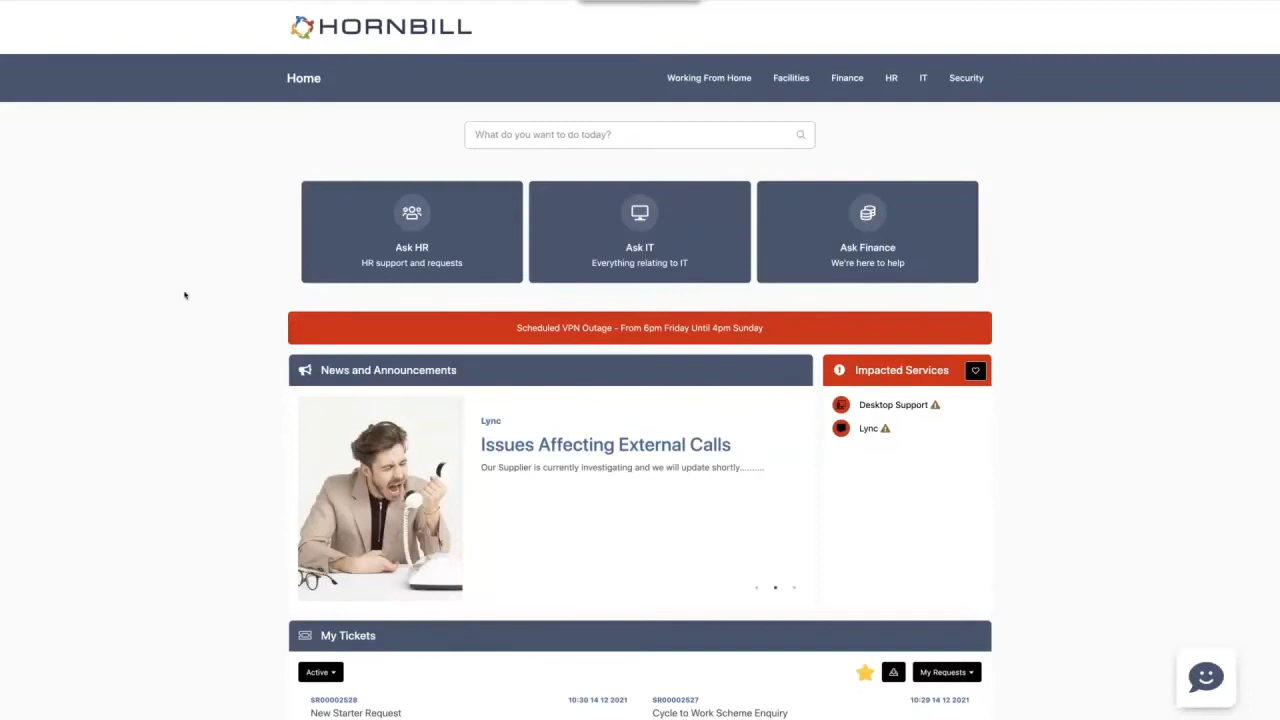 HORNBILL
Home
Working From Home
Facilities
Finance
HR
IT
Security
What do you want to do today?
Ask HR
HR support and requests
Ask IT
Everything relating to IT
Ask Finance
We're here to help
Scheduled VPN Outage - From 6pm Friday Until 4pm Sunday
News and Announcements
Lync
Issues Affecting External Calls
Our Supplier is currently investigating and we will update shortly..........
Impacted Services
Desktop Support
Lync
My Tickets
Active
My Requests
SR00002528
10:30 14 12 2021
New Starter Request
SR00002527
10:29 14 12 2021
Cycle to Work Scheme Enquiry